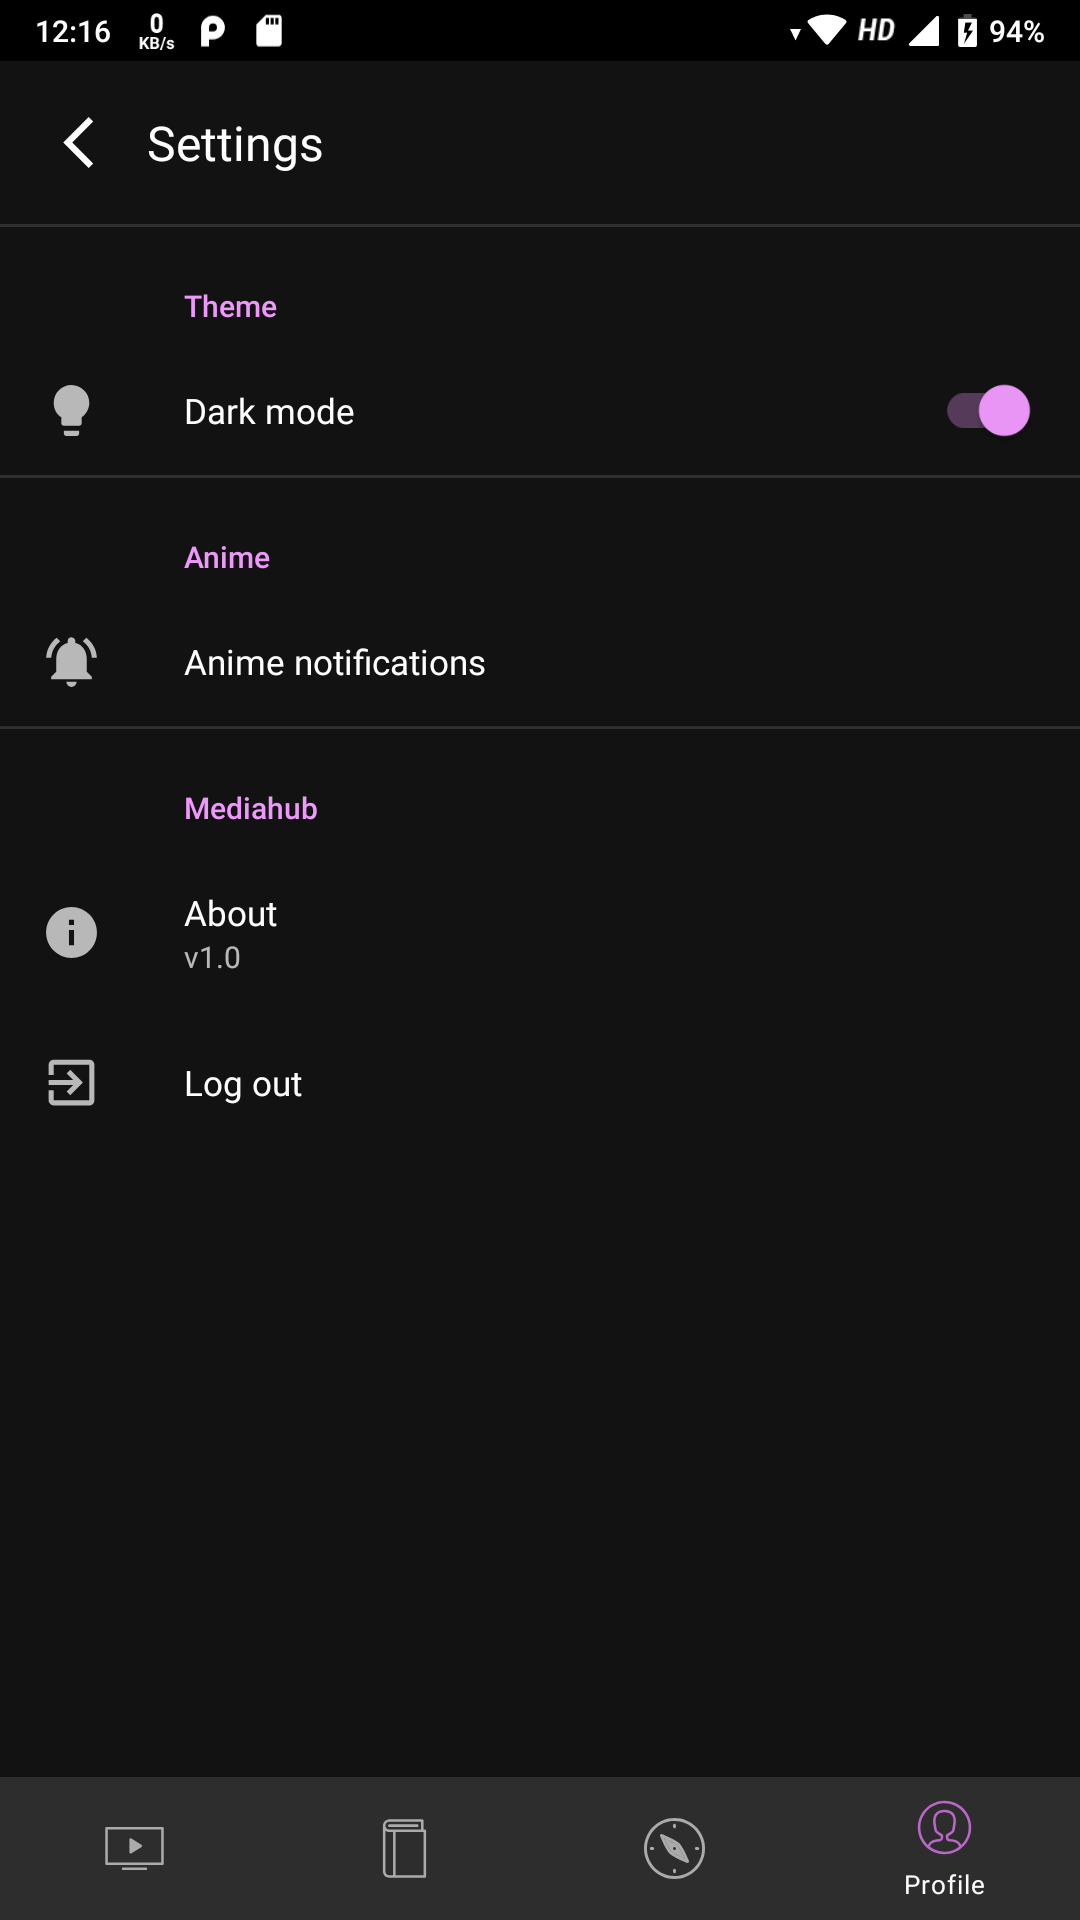 12:16 0 KB/s HD 94%
Settings
Theme
Dark mode
Anime
Anime notifications
Mediahub
About
v1.0
Log out
Profile